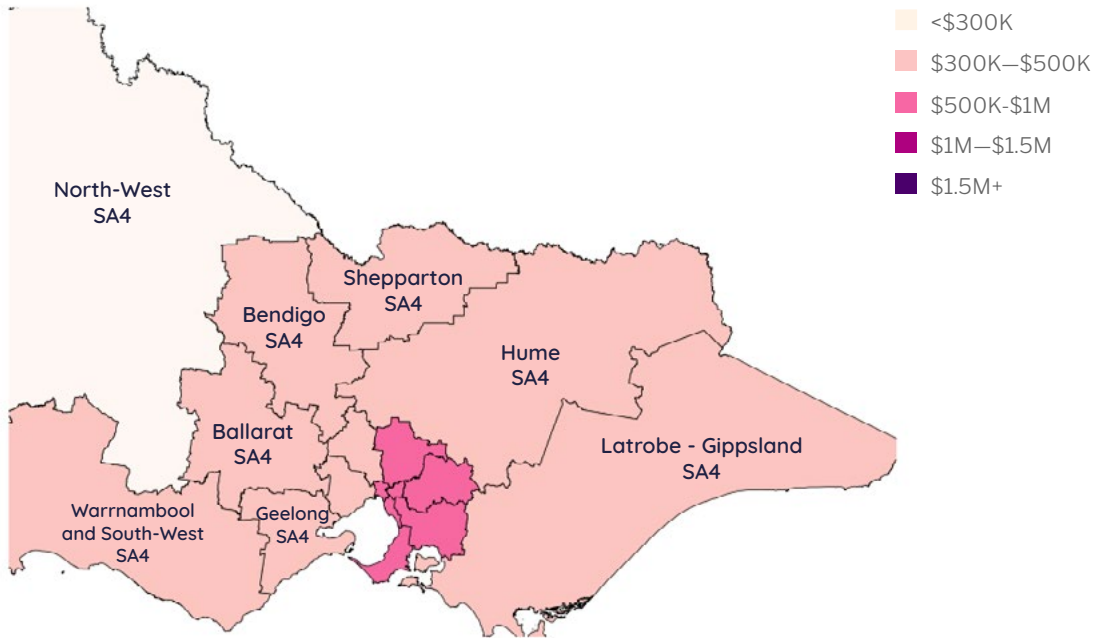 <$300K
$300K—$500K
$500K-$1M
$1M—$1.5M
$1.5M+
North-West
SA4
Shepparton
SA4
Bendigo
SA4
Hume
SA4
Ballarat
SA4
Latrobe - Gippsland
SA4
Warrnambool
and South-West
SA4
Geelong
SA4